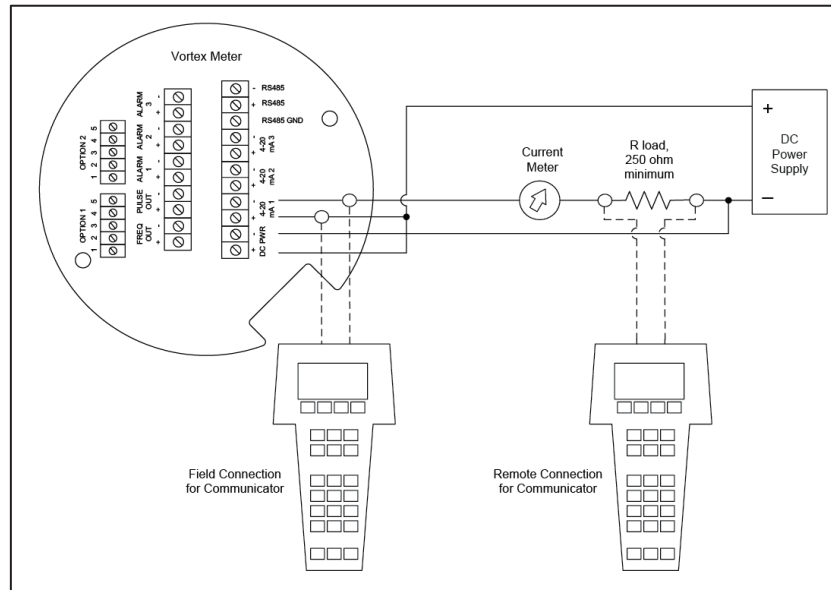 Vortex Meter
- RS485
+ RS485
RS485 GND
-
+
4-20
mA 3
-
+
4-20
mA 2
-
+
4-20
mA 1
-
+
DC PWR
ALARM
3
-
+
ALARM
2
-
+
ALARM
1
-
+
PULSE
OUT
-
+
FREQ
OUT
-
+
OPTION 2
5
4
3
2
1
OPTION 1
5
4
3
2
1
Current
Meter
R load,
250 ohm
minimum
+
DC
Power
Supply
–
Field Connection
for Communicator
Remote Connection
for Communicator